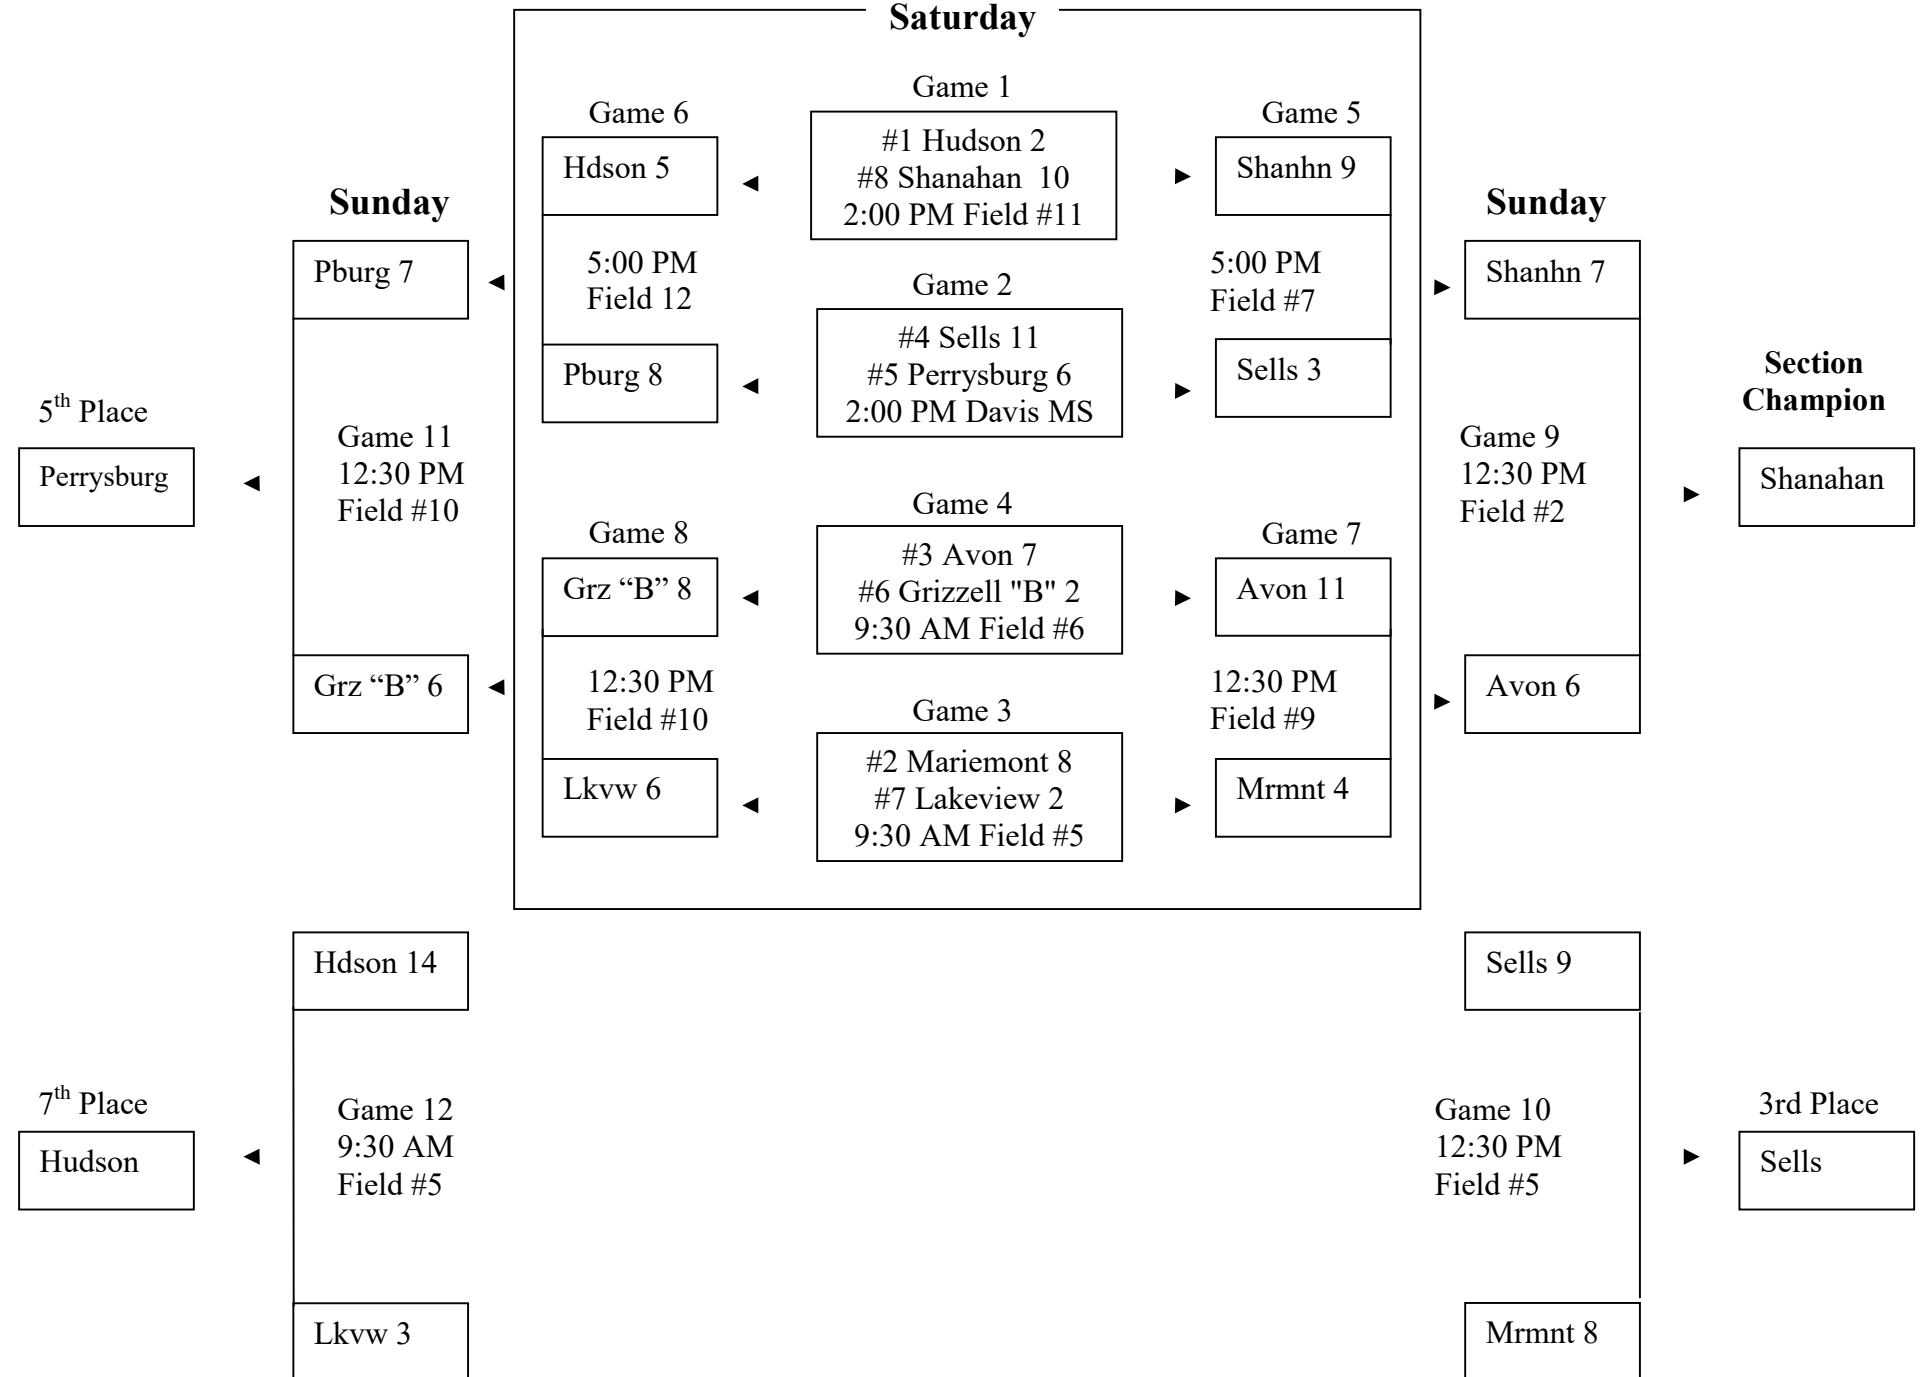 Saturday
Game 1
#1 Hudson 2
#8 Shanahan  10
2:00 PM Field #11
Game 6
Hdson 5
5:00 PM
Field 12
Pburg 8
Game 5
Shanhn 9
5:00 PM
Field #7
Sells 3
Game 2
#4 Sells 11
#5 Perrysburg 6
2:00 PM Davis MS
Game 4
#3 Avon 7
#6 Grizzell "B" 2
9:30 AM Field #6
Game 8
Grz “B” 8
12:30 PM
Field #10
Lkvw 6
Game 7
Avon 11
12:30 PM
Field #9
Mrmnt 4
Game 3
#2 Mariemont 8
#7 Lakeview 2
9:30 AM Field #5
Sunday
Pburg 7
Game 11
12:30 PM
Field #10
Grz “B” 6
5th Place
Perrysburg
Sunday
Shanhn 7
Game 9
12:30 PM
Field #2
Avon 6
Section
Champion
Shanahan
Hdson 14
Game 12
9:30 AM
Field #5
Lkvw 3
7th Place
Hudson
Sells 9
Game 10
12:30 PM
Field #5
Mrmnt 8
3rd Place
Sells